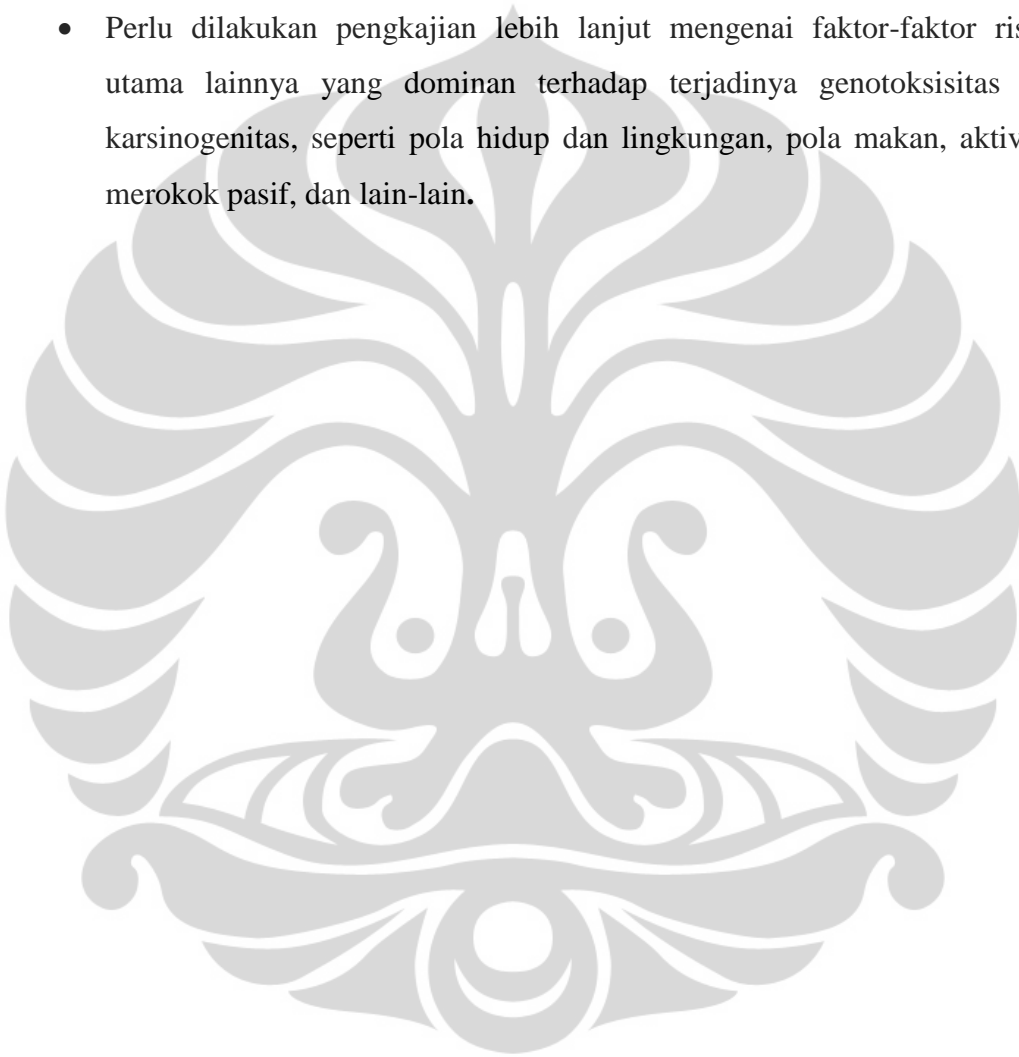 • Perlu dilakukan pengkajian lebih lanjut mengenai faktor-faktor
utama lainnya yang dominan terhadap terjadinya genotoksisitas
karsinogenitas, seperti pola hidup dan lingkungan, pola makan,
merokok pasif, dan lain-lain.